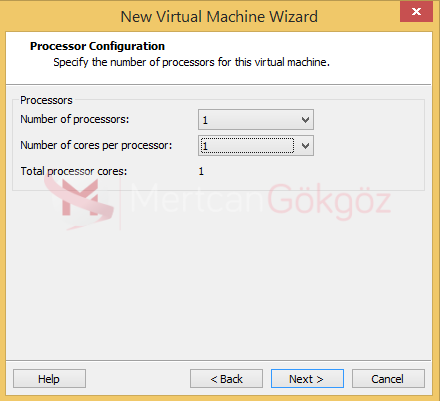 New Virtual Machine Wizard
Processor Configuration
Specify the number of processors for this virtual machine.
Processors
Number of processors: 1
Number of cores per processor: 1
Total processor cores: 1
MertcanGökgöz
Help < Back Next > Cancel